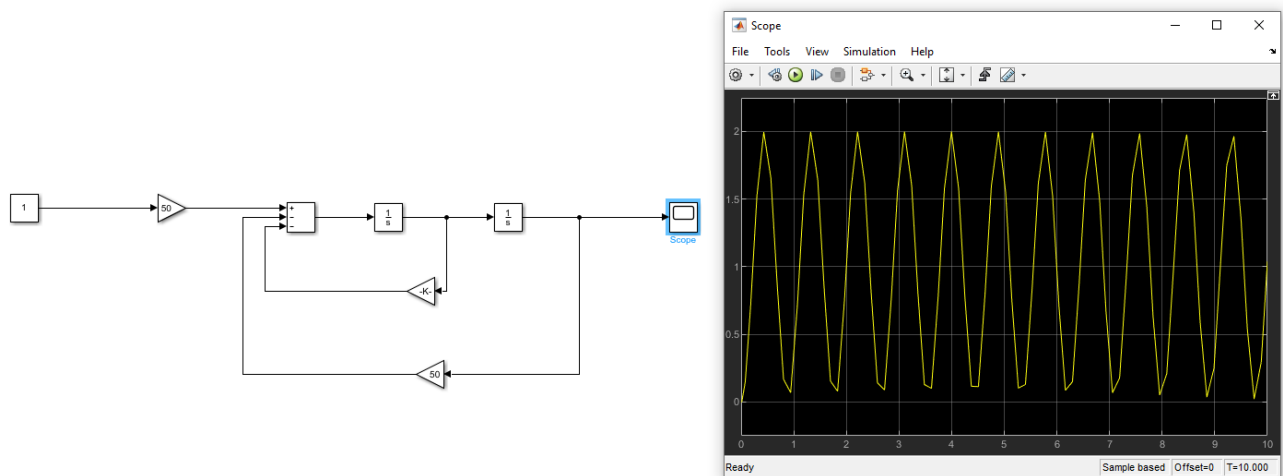 Scope
File Tools View Simulation Help
1
50
+
−
−
1
s
1
s
Scope
-K-
50
2
1.5
1
0.5
0
0 1 2 3 4 5 6 7 8 9 10
Ready Sample based Offset=0 T=10.000